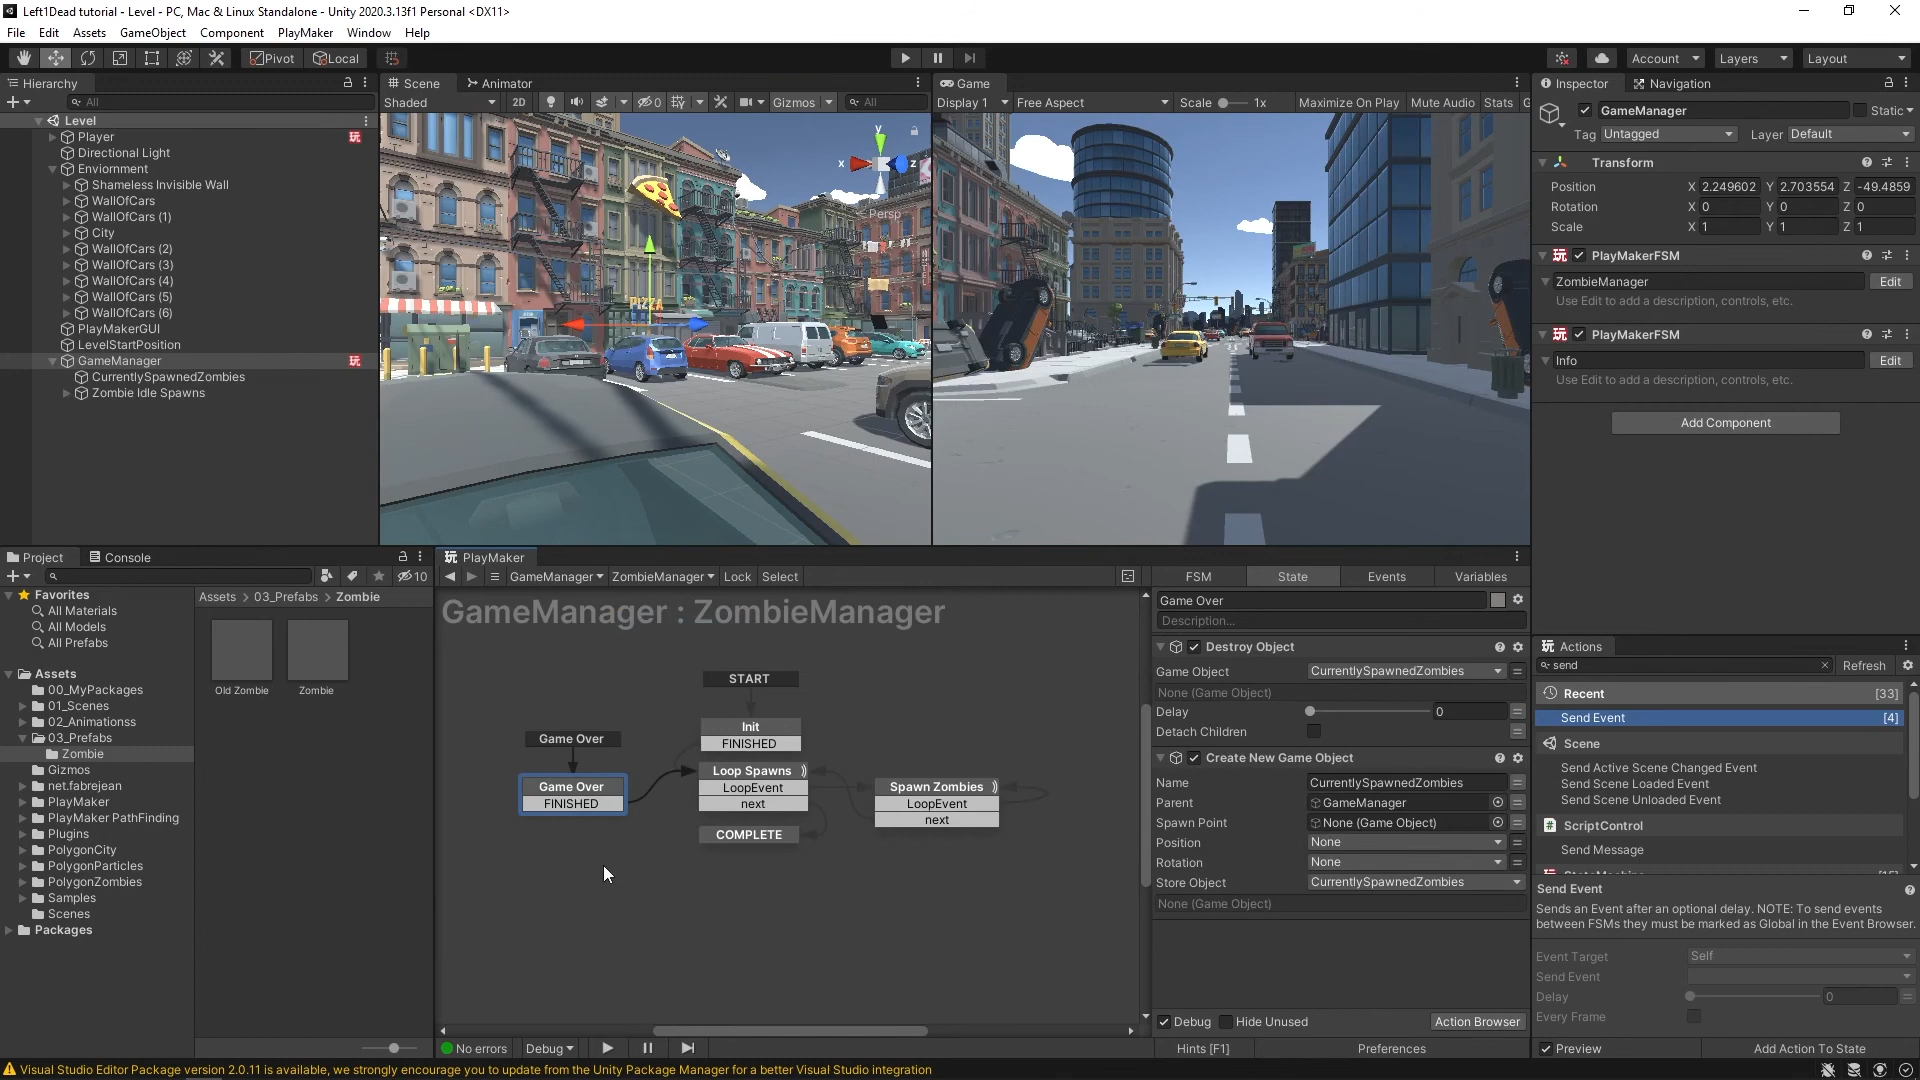 Left1Dead tutorial - Level - PC, Mac & Linux Standalone - Unity 2020.3.13f1 Personal <DX11>
File Edit Assets GameObject Component PlayMaker Window Help
Pivot Local Account Layers Layout
Hierarchy
All
Level
Player
Directional Light
Enviornment
Shameless Invisible Wall
WallOfCars
WallOfCars (1)
City
WallOfCars (2)
WallOfCars (3)
WallOfCars (4)
WallOfCars (5)
WallOfCars (6)
PlayMakerGUI
LevelStartPosition
GameManager
CurrentlySpawnedZombies
Zombie Idle Spawns
Scene Animator
Shaded 2D 0 Gizmos All
y
x z
Persp
PIZZA
Game
Display 1 Free Aspect Scale 1x Maximize On Play Mute Audio Stats G
Inspector Navigation
GameManager Static
Tag Untagged Layer Default
Transform
Position X 2.249602 Y 2.703554 Z -49.4859
Rotation X 0 Y 0 Z 0
Scale X 1 Y 1 Z 1
PlayMakerFSM
ZombieManager Edit
Use Edit to add a description, controls, etc.
PlayMakerFSM
Info Edit
Use Edit to add a description, controls, etc.
Add Component
Project Console
10
Favorites
All Materials
All Models
All Prefabs
Assets
00_MyPackages
01_Scenes
02_Animationss
03_Prefabs
Zombie
Gizmos
net.fabrejean
PlayMaker
PlayMaker PathFinding
Plugins
PolygonCity
PolygonParticles
PolygonZombies
Samples
Scenes
Packages
Assets > 03_Prefabs > Zombie
Old Zombie Zombie
PlayMaker
GameManager ZombieManager Lock Select
GameManager : ZombieManager
START
Init
FINISHED
Game Over
Game Over
FINISHED
Loop Spawns
LoopEvent
next
COMPLETE
Spawn Zombies
LoopEvent
next
No errors Debug
FSM State Events Variables
Game Over
Description...
Destroy Object
Game Object CurrentlySpawnedZombies
None (Game Object)
Delay 0
Detach Children
Create New Game Object
Name CurrentlySpawnedZombies
Parent GameManager
Spawn Point None (Game Object)
Position None
Rotation None
Store Object CurrentlySpawnedZombies
None (Game Object)
Debug Hide Unused Action Browser
Hints [F1] Preferences
Actions
send Refresh
Recent [33]
Send Event [4]
Scene
Send Active Scene Changed Event
Send Scene Loaded Event
Send Scene Unloaded Event
ScriptControl
Send Message
Send Event
Sends an Event after an optional delay. NOTE: To send events
between FSMs they must be marked as Global in the Event Browser.
Event Target Self
Send Event
Delay 0
Every Frame
Preview Add Action To State
Visual Studio Editor Package version 2.0.11 is available, we strongly encourage you to update from the Unity Package Manager for a better Visual Studio integration